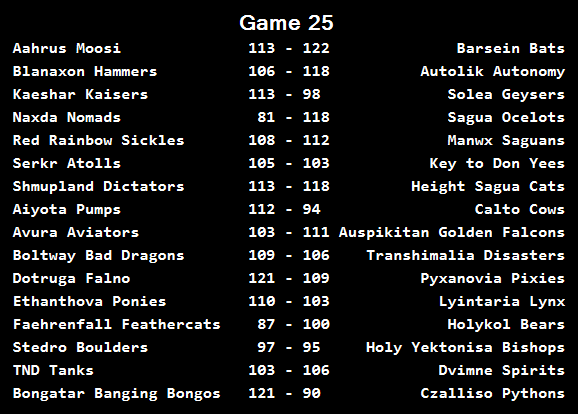 Game 25
Aahrus Moosi 113 - 122 Barsein Bats
Blanaxon Hammers 106 - 118 Autolik Autonomy
Kaeshar Kaisers 113 - 98 Solea Geysers
Naxda Nomads 81 - 118 Sagua Ocelots
Red Rainbow Sickles 108 - 112 Manwx Saguans
Serkr Atolls 105 - 103 Key to Don Yees
Shmupland Dictators 113 - 118 Height Sagua Cats
Aiyota Pumps 112 - 94 Calto Cows
Avura Aviators 103 - 111 Auspikitan Golden Falcons
Boltway Bad Dragons 109 - 106 Transhimalia Disasters
Dotruga Falno 121 - 109 Pyxanovia Pixies
Ethanthova Ponies 110 - 103 Lyintaria Lynx
Faehrenfall Feathercats 87 - 100 Holykol Bears
Stedro Boulders 97 - 95 Holy Yektonisa Bishops
TND Tanks 103 - 106 Dvimne Spirits
Bongatar Banging Bongos 121 - 90 Czalliso Pythons